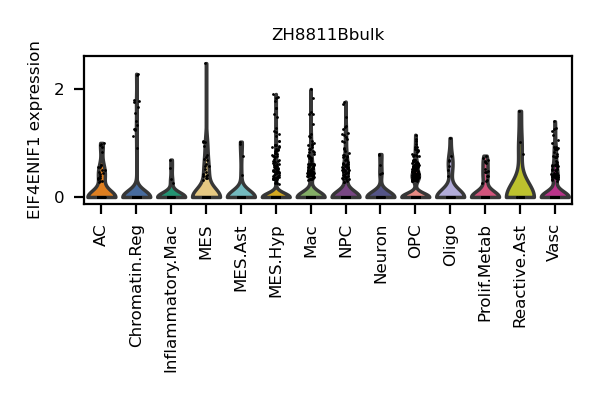 ZH8811Bbulk
EIF4ENIF1 expression
2
0
AC
Chromatin.Reg
Inflammatory.Mac
MES
MES.Ast
MES.Hyp
Mac
NPC
Neuron
OPC
Oligo
Prolif.Metab
Reactive.Ast
Vasc